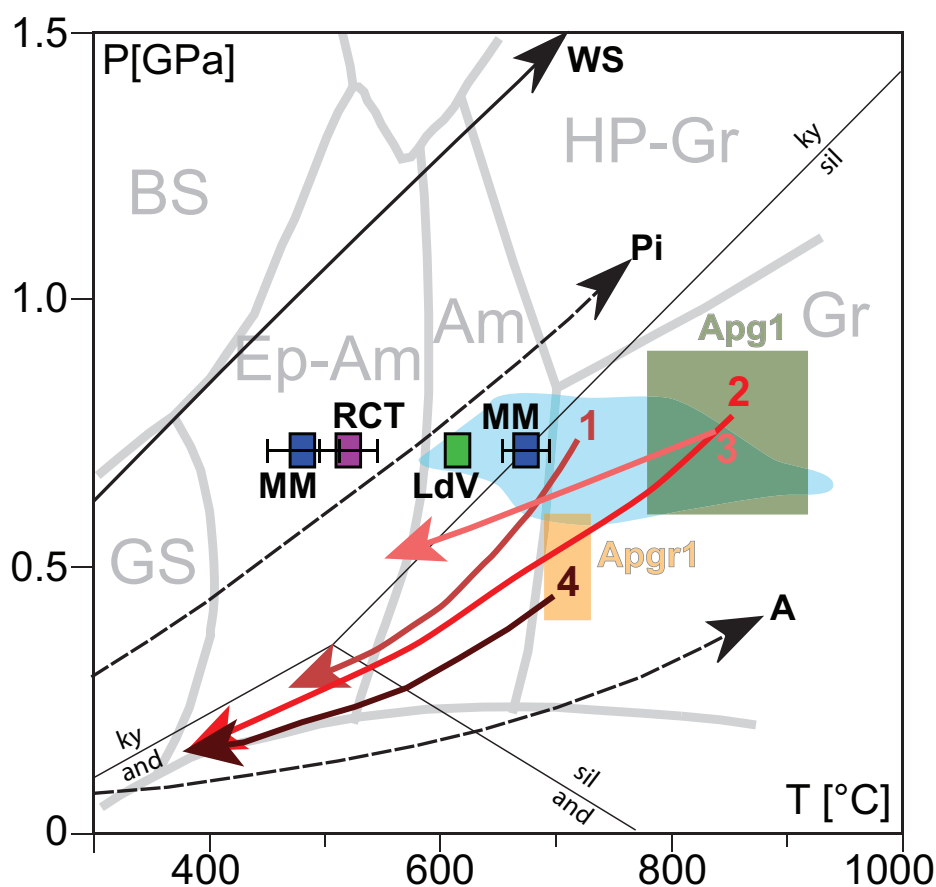 1.5
P[GPa]
WS
HP-Gr
ky
sil
BS
Pi
1.0
Am
Gr
Apg1
Ep-Am
2
RCT
MM
1
3
MM
LdV
0.5
GS
Apgr1
4
A
ky
and
sil
and
T [°C]
0
400
600
800
1000